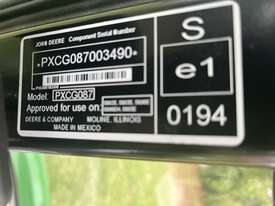 JOHN DEERE Component Serial Number
*PXCG087003490*
Model: PXCG087
Approved for use on:
DEERE & COMPANY MOLINE, ILLINOIS
MADE IN MEXICO
S
e1
0194